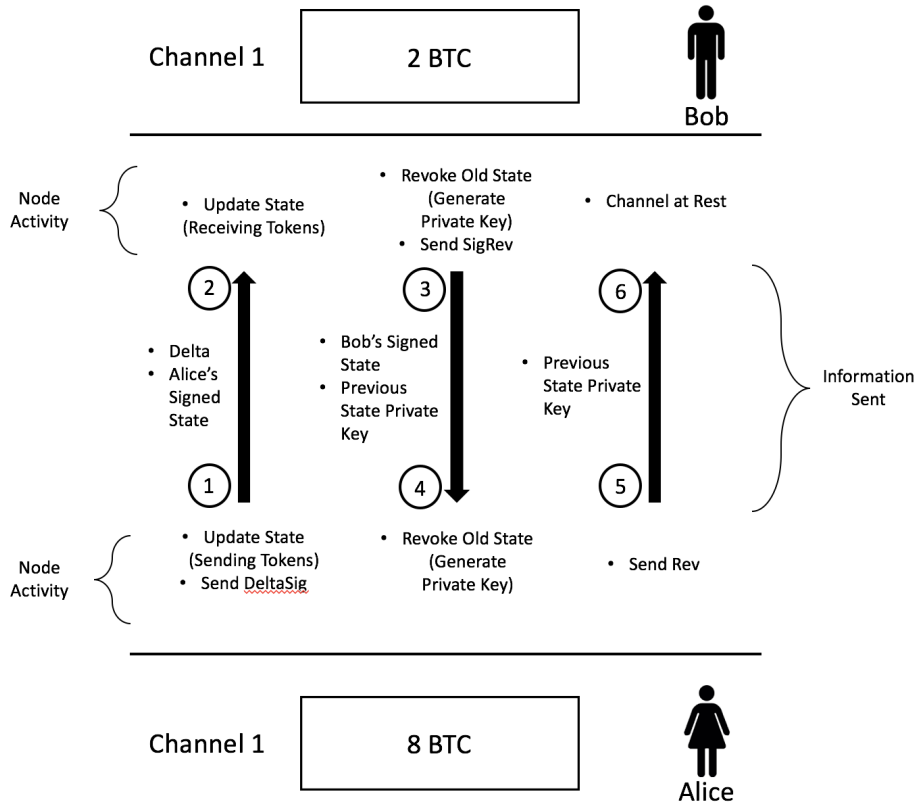 Channel 1
2 BTC
Bob
Node
Activity
• Update State
(Receiving Tokens)
• Revoke Old State
(Generate
Private Key)
• Send SigRev
• Channel at Rest
2
3
6
• Delta
• Alice's
Signed
State
• Bob's Signed
State
• Previous
State Private
Key
• Previous
State Private
Key
Information
Sent
1
4
5
Node
Activity
• Update State
(Sending Tokens)
• Send DeltaSig
• Revoke Old State
(Generate
Private Key)
• Send Rev
Channel 1
8 BTC
Alice